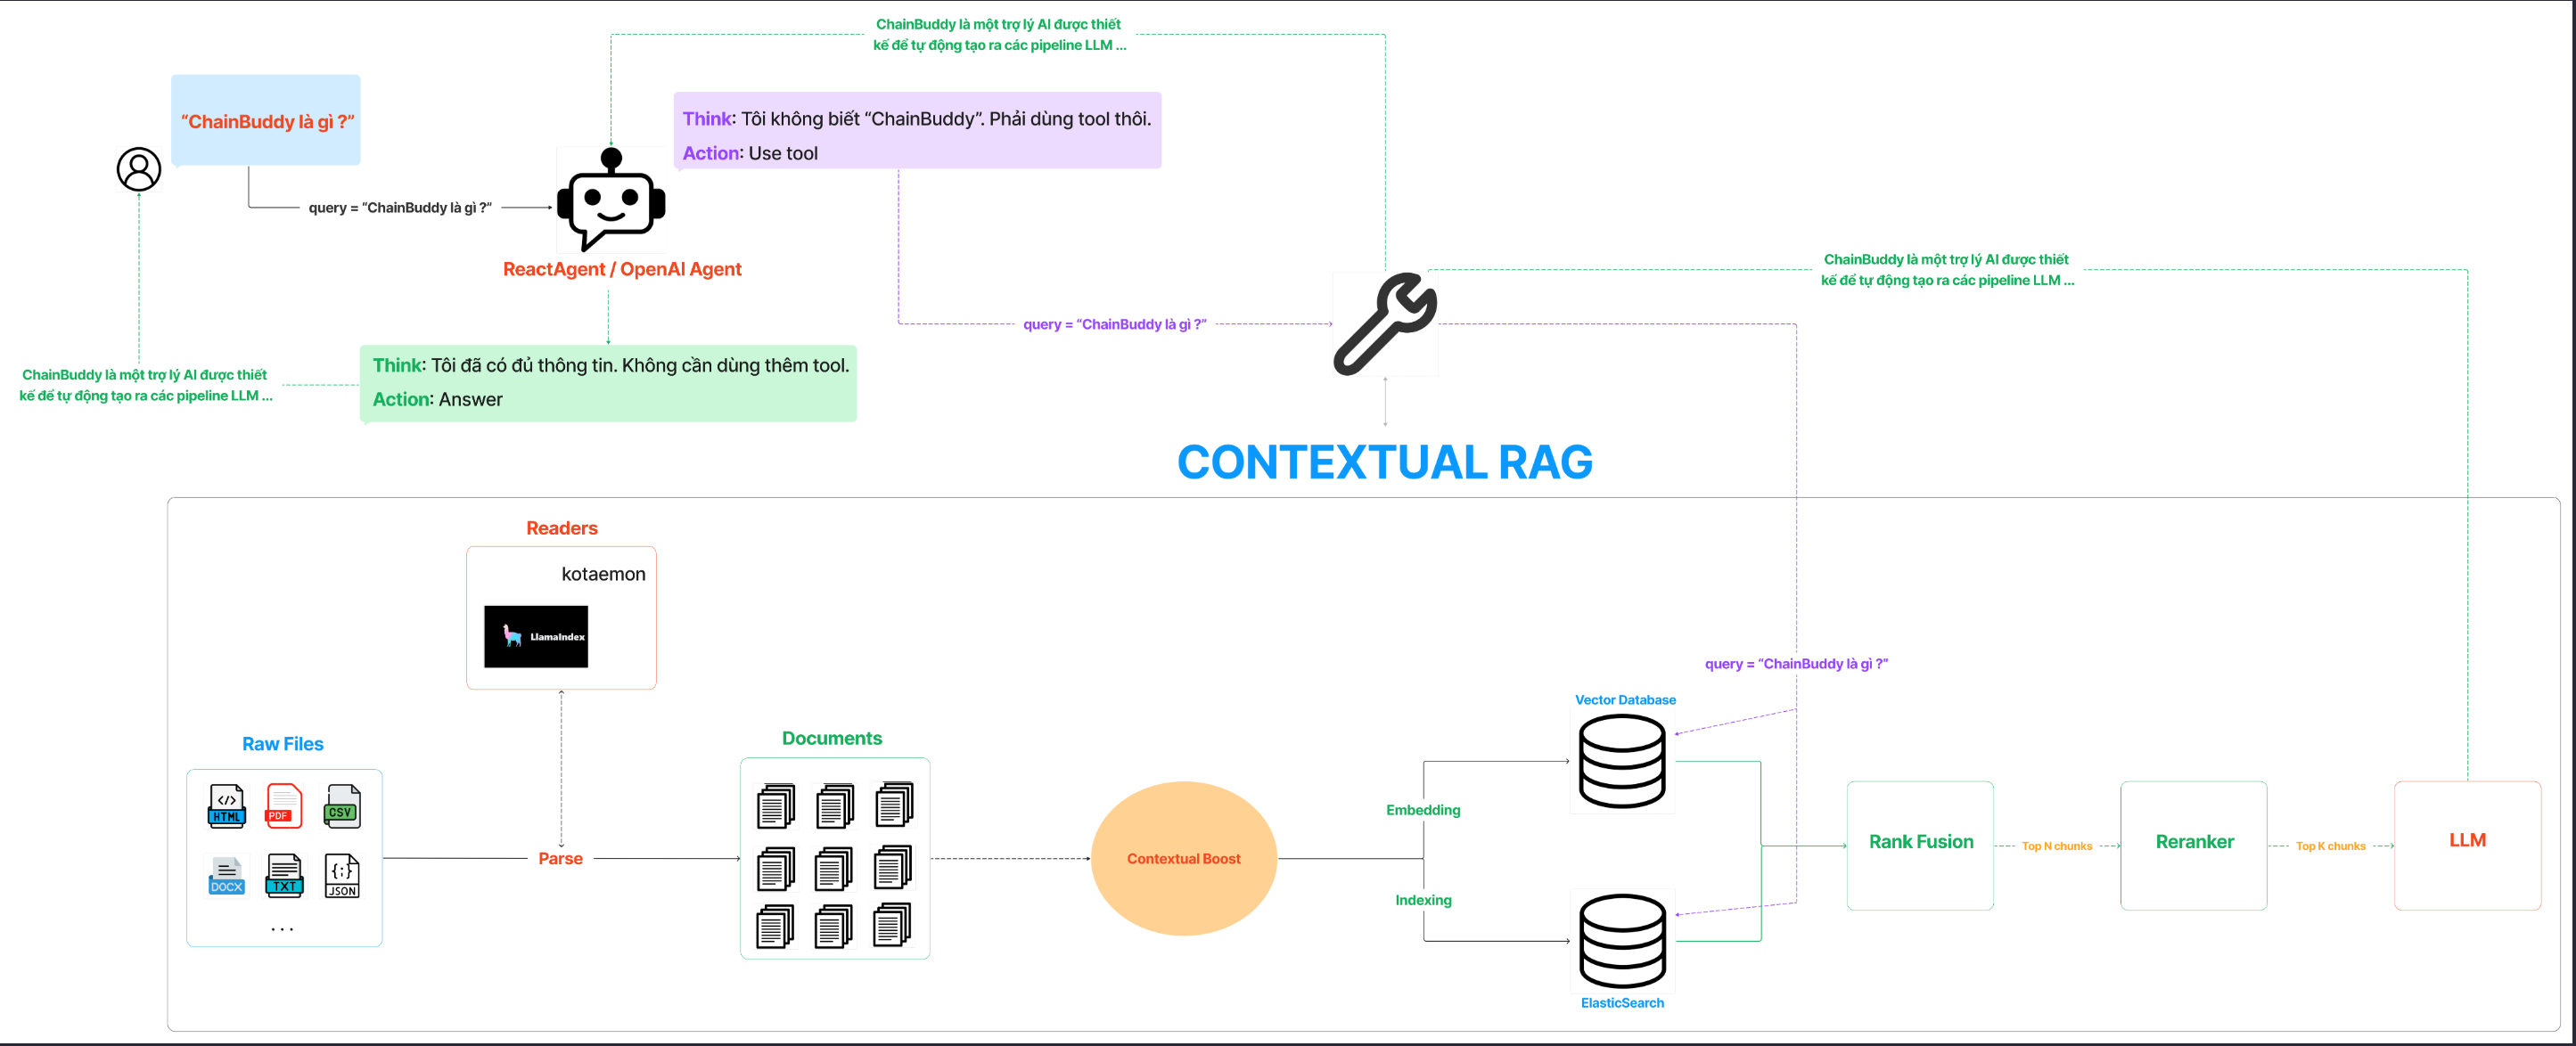 ChainBuddy là một trợ lý AI được thiết
kế để tự động tạo ra các pipeline LLM ...
“ChainBuddy là gì ?”
Think: Tôi không biết “ChainBuddy”. Phải dùng tool thôi.
Action: Use tool
query = “ChainBuddy là gì ?”
ReactAgent / OpenAI Agent
ChainBuddy là một trợ lý AI được thiết
kế để tự động tạo ra các pipeline LLM ...
query = “ChainBuddy là gì ?”
Think: Tôi đã có đủ thông tin. Không cần dùng thêm tool.
Action: Answer
ChainBuddy là một trợ lý AI được thiết
kế để tự động tạo ra các pipeline LLM ...
CONTEXTUAL RAG
Readers
kotaemon
LlamaIndex
query = “ChainBuddy là gì ?”
Vector Database
Raw Files
Documents
</>
HTML
PDF
CSV
DOCX
TXT
{;}
JSON
...
Parse
Contextual Boost
Embedding
Indexing
ElasticSearch
Rank Fusion
Top N chunks
Reranker
Top K chunks
LLM